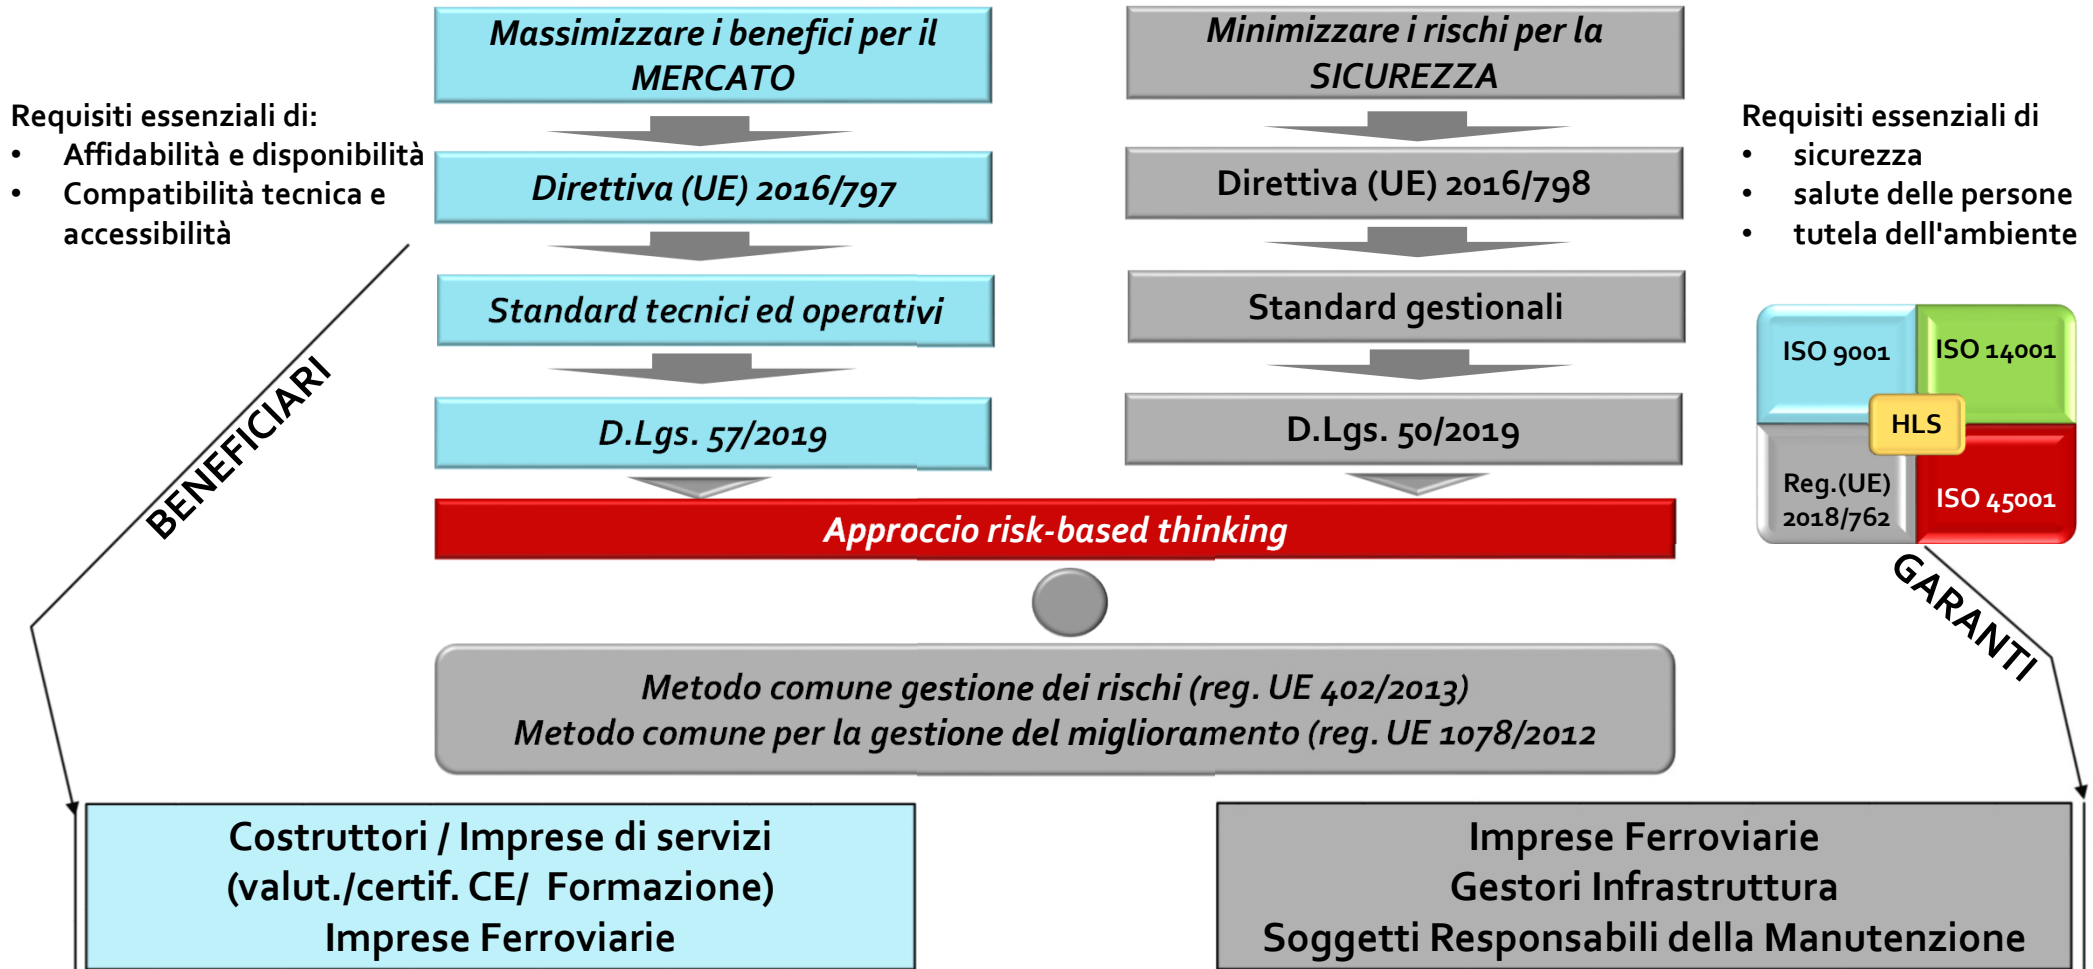 Massimizzare i benefici per il
MERCATO
Minimizzare i rischi per la
SICUREZZA
Requisiti essenziali di:
• Affidabilità e disponibilità
• Compatibilità tecnica e
accessibilità
Requisiti essenziali di
• sicurezza
• salute delle persone
• tutela dell'ambiente
Direttiva (UE) 2016/797
Direttiva (UE) 2016/798
Standard tecnici ed operativi
Standard gestionali
D.Lgs. 57/2019
D.Lgs. 50/2019
ISO 9001
ISO 14001
HLS
Reg.(UE)
2018/762
ISO 45001
BENEFICIARI
GARANTI
Approccio risk-based thinking
Metodo comune gestione dei rischi (reg. UE 402/2013)
Metodo comune per la gestione del miglioramento (reg. UE 1078/2012
Costruttori / Imprese di servizi
(valut./certif. CE/ Formazione)
Imprese Ferroviarie
Imprese Ferroviarie
Gestori Infrastruttura
Soggetti Responsabili della Manutenzione